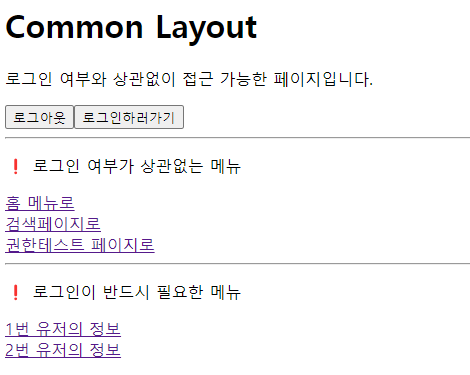 Common Layout
로그인 여부와 상관없이 접근 가능한 페이지입니다.
로그아웃 로그인하러가기
❗ 로그인 여부가 상관없는 메뉴
홈 메뉴로
검색페이지로
권한테스트 페이지로
❗ 로그인이 반드시 필요한 메뉴
1번 유저의 정보
2번 유저의 정보